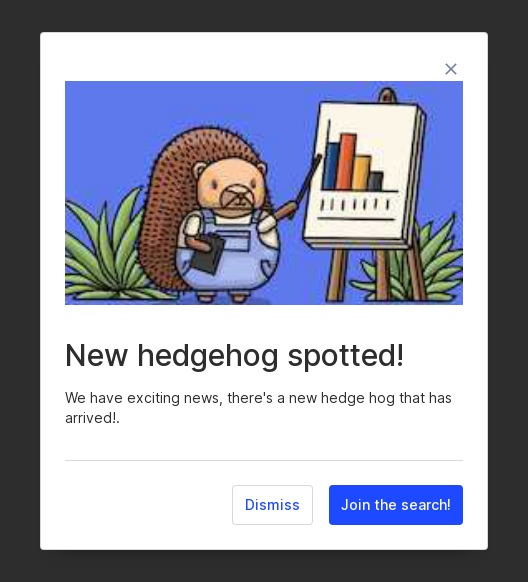 New hedgehog spotted!
We have exciting news, there's a new hedge hog that has
arrived!.
Dismiss
Join the search!